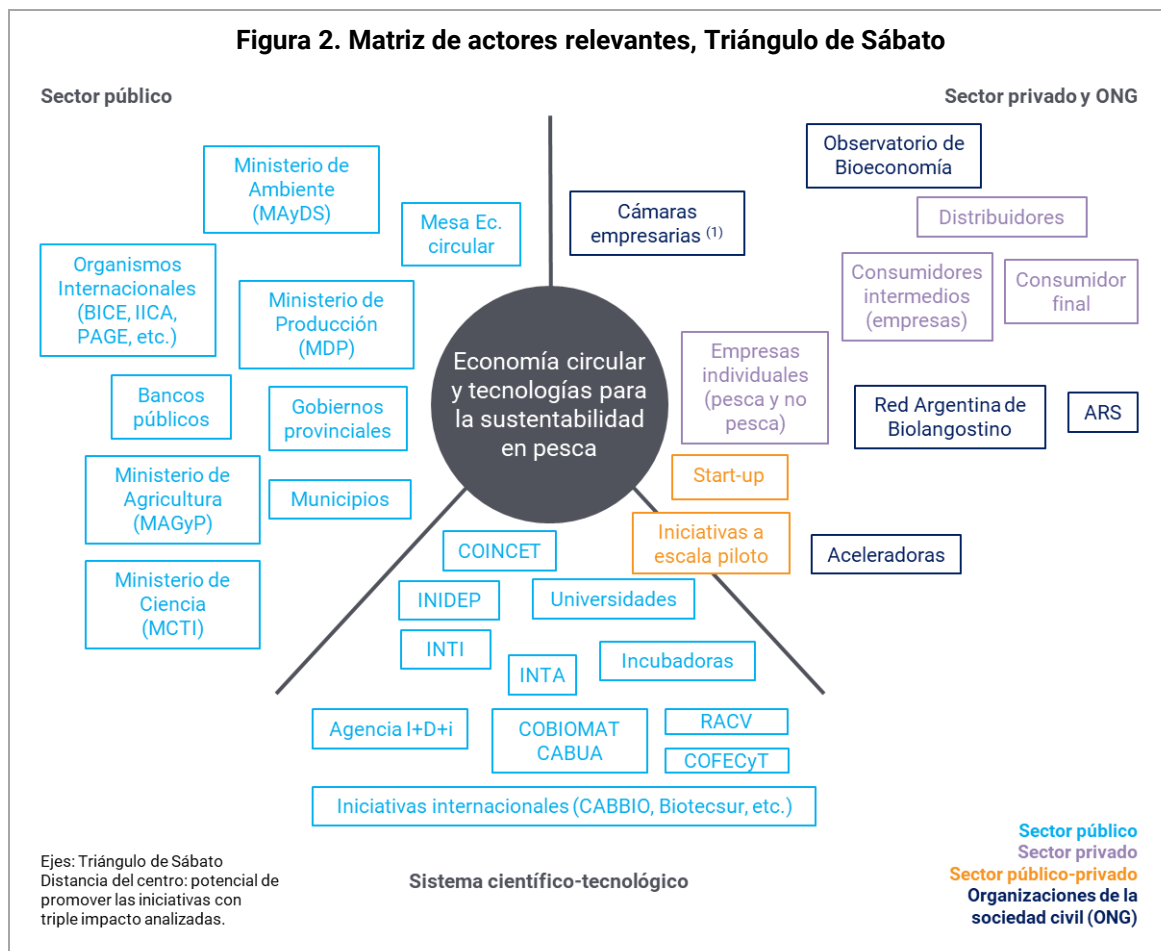 Figura 2. Matriz de actores relevantes, Triángulo de Sábato
Sector público
Sector privado y ONG
Ministerio de
Ambiente
(MAyDS)
Mesa Ec.
circular
Organismos
Internacionales
(BICE, IICA,
PAGE, etc.)
Ministerio de
Producción
(MDP)
Bancos
públicos
Gobiernos
provinciales
Ministerio de
Agricultura
(MAGyP)
Municipios
Ministerio de
Ciencia
(MCTI)
Economía circular
y tecnologías para
la sustentabilidad
en pesca
Observatorio de
Bioeconomía
Cámaras
empresarias (1)
Distribuidores
Consumidores
intermedios
(empresas)
Consumidor
final
Empresas
individuales
(pesca y no
pesca)
Red Argentina de
Biolangostino
ARS
Start-up
Iniciativas a
escala piloto
Aceleradoras
COINCET
INIDEP
Universidades
INTI
INTA
Incubadoras
Agencia I+D+i
COBIOMAT
CABUA
RACV
COFECyT
Iniciativas internacionales (CABBIO, Biotecsur, etc.)
Sistema científico-tecnológico
Ejes: Triángulo de Sábato
Distancia del centro: potencial de
promover las iniciativas con
triple impacto analizadas.
Sector público
Sector privado
Sector público-privado
Organizaciones de la
sociedad civil (ONG)